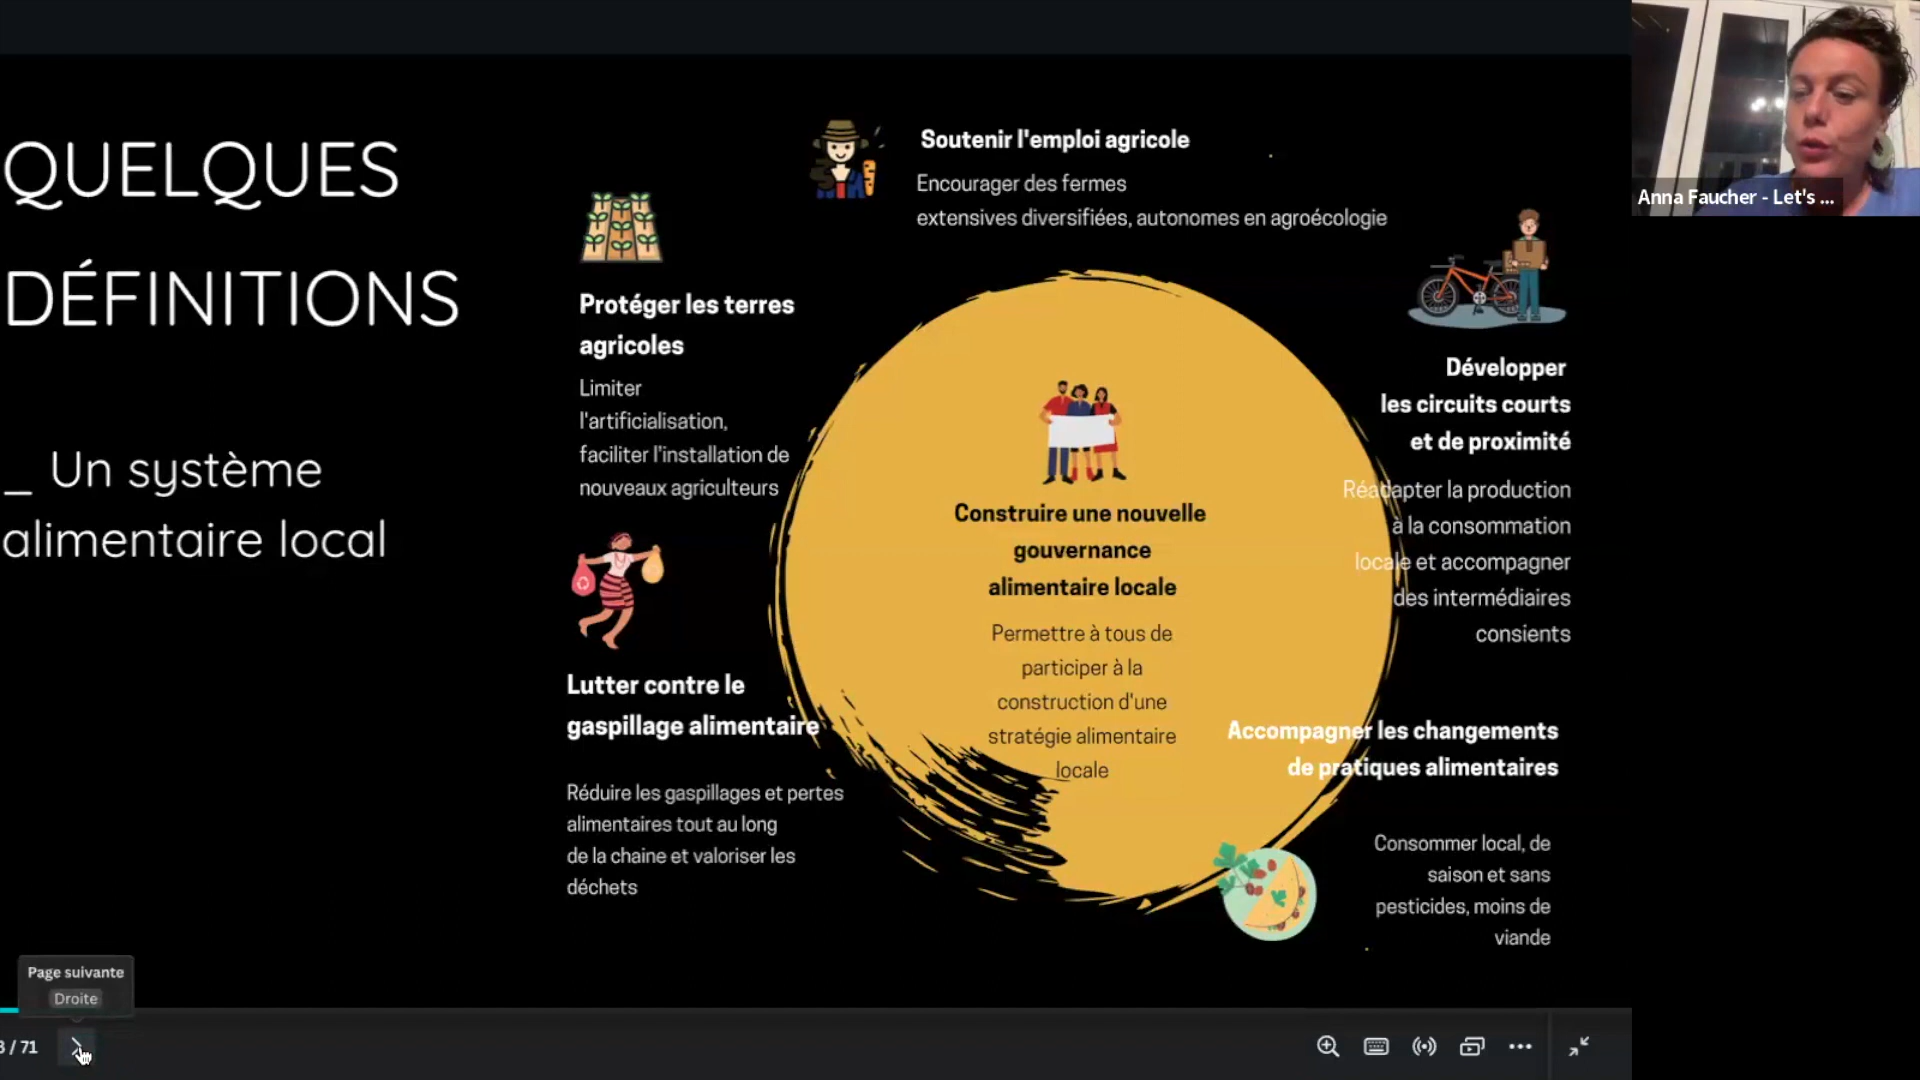 QUELQUES
DÉFINITIONS
_ Un système
alimentaire local
Soutenir l'emploi agricole
Encourager des fermes
extensives diversifiées, autonomes en agroécologie
Protéger les terres
agricoles
Limiter
l'artificialisation,
faciliter l'installation de
nouveaux agriculteurs
Lutter contre le
gaspillage alimentaire
Réduire les gaspillages et pertes
alimentaires tout au long
de la chaine et valoriser les
déchets
Construire une nouvelle
gouvernance
alimentaire locale
Permettre à tous de
participer à la
construction d'une
stratégie alimentaire
locale
Développer
les circuits courts
et de proximité
Réadapter la production
à la consommation
locale et accompagner
des intermédiaires
consients
Accompagner les changements
de pratiques alimentaires
Consommer local, de
saison et sans
pesticides, moins de
viande
Anna Faucher - Let's ...
Page suivante
Droite
/ 71